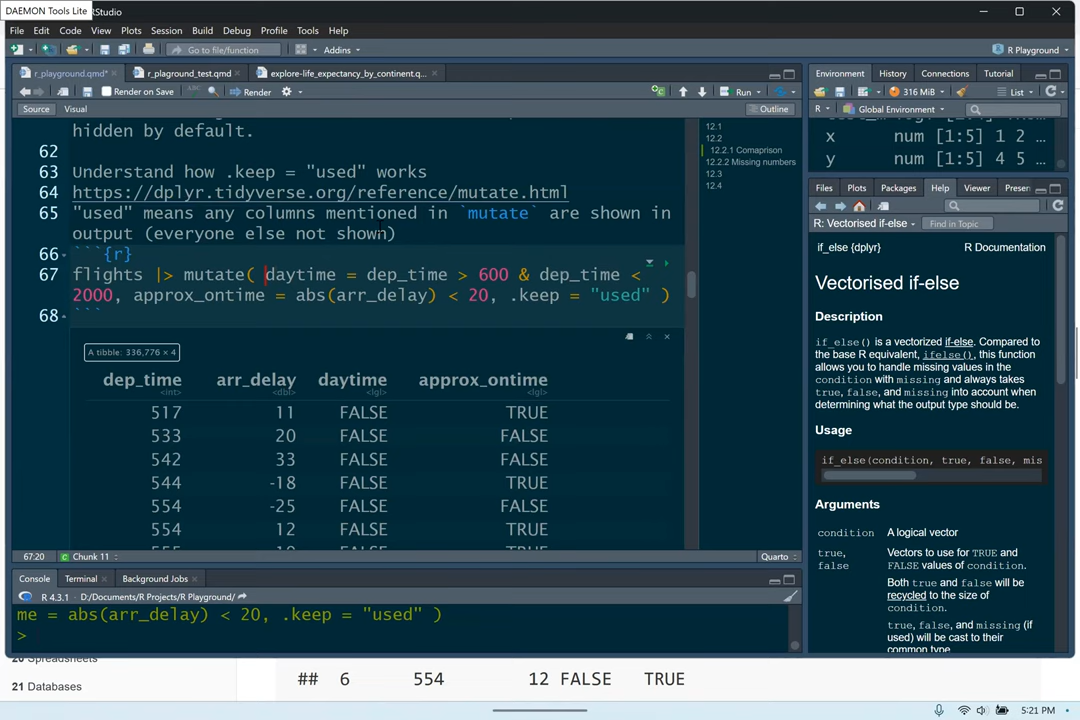 DAEMON Tools Lite
RStudio
File Edit Code View Plots Session Build Debug Profile Tools Help
Go to file/function Addins R Playground
r_playground.qmd* r_plaground_test.qmd explore-life_expectancy_by_continent.q...
Render on Save Render Run
Source Visual Outline
hidden by default.
62
63 Understand how .keep = "used" works
64 https://dplyr.tidyverse.org/reference/mutate.html
65 "used" means any columns mentioned in `mutate` are shown in
output (everyone else not shown)
66 ```{r}
67 flights |> mutate( daytime = dep_time > 600 & dep_time <
2000, approx_ontime = abs(arr_delay) < 20, .keep = "used" )
68 ```
A tibble: 336,776 × 4
dep_time arr_delay daytime approx_ontime
<int> <dbl> <lgl> <lgl>
517 11 FALSE TRUE
533 20 FALSE FALSE
542 33 FALSE FALSE
544 -18 FALSE TRUE
554 -25 FALSE FALSE
554 12 FALSE TRUE
12.1
12.2
12.2.1 Comaprison
12.2.2 Missing numbers
12.3
12.4
67:20 Chunk 11 : Quarto
Console Terminal Background Jobs
R 4.3.1 · D:/Documents/R Projects/R Playground/
me = abs(arr_delay) < 20, .keep = "used" )
>
Environment History Connections Tutorial
316 MiB List
R Global Environment
x num [1:5] 1 2 ...
y num [1:5] 4 5 ...
Files Plots Packages Help Viewer Presen
R: Vectorised if-else Find in Topic
if_else {dplyr} R Documentation
Vectorised if-else
Description
if_else() is a vectorized if-else. Compared to
the base R equivalent, ifelse(), this function
allows you to handle missing values in the
condition with missing and always takes
true, false, and missing into account when
determining what the output type should be.
Usage
if_else(condition, true, false, mis
Arguments
condition A logical vector
true, false Vectors to use for TRUE and
FALSE values of condition.
Both true and false will be
recycled to the size of
condition.
true, false, and missing (if
used) will be cast to their
common type.
20 Spreadsheets
21 Databases
## 6 554 12 FALSE TRUE
5:21 PM